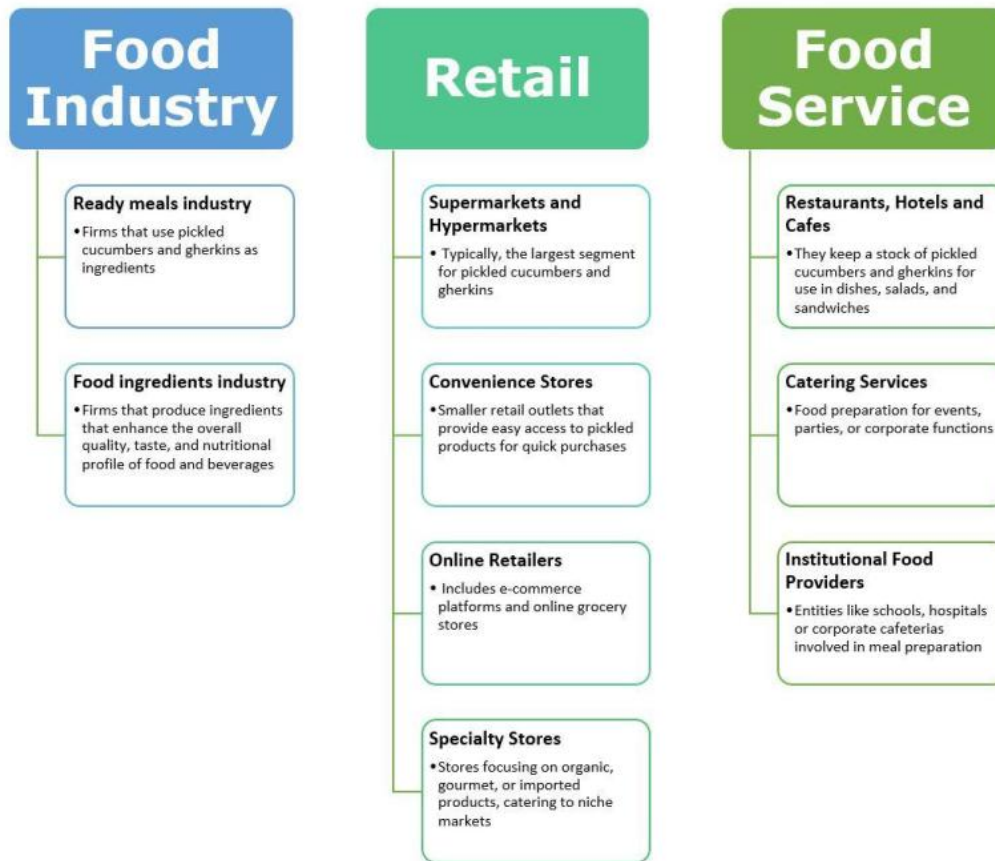 Food
Industry
Ready meals industry
•Firms that use pickled
cucumbers and gherkins as
ingredients
Food ingredients industry
•Firms that produce ingredients
that enhance the overall
quality, taste, and nutritional
profile of food and beverages
Retail
Supermarkets and
Hypermarkets
• Typically, the largest segment
for pickled cucumbers and
gherkins
Convenience Stores
•Smaller retail outlets that
provide easy access to pickled
products for quick purchases
Online Retailers
• Includes e-commerce
platforms and online grocery
stores
Specialty Stores
•Stores focusing on organic,
gourmet, or imported
products, catering to niche
markets
Food
Service
Restaurants, Hotels and
Cafes
•They keep a stock of pickled
cucumbers and gherkins for
use in dishes, salads, and
sandwiches
Catering Services
•Food preparation for events,
parties, or corporate functions
Institutional Food
Providers
•Entities like schools, hospitals
or corporate cafeterias
involved in meal preparation